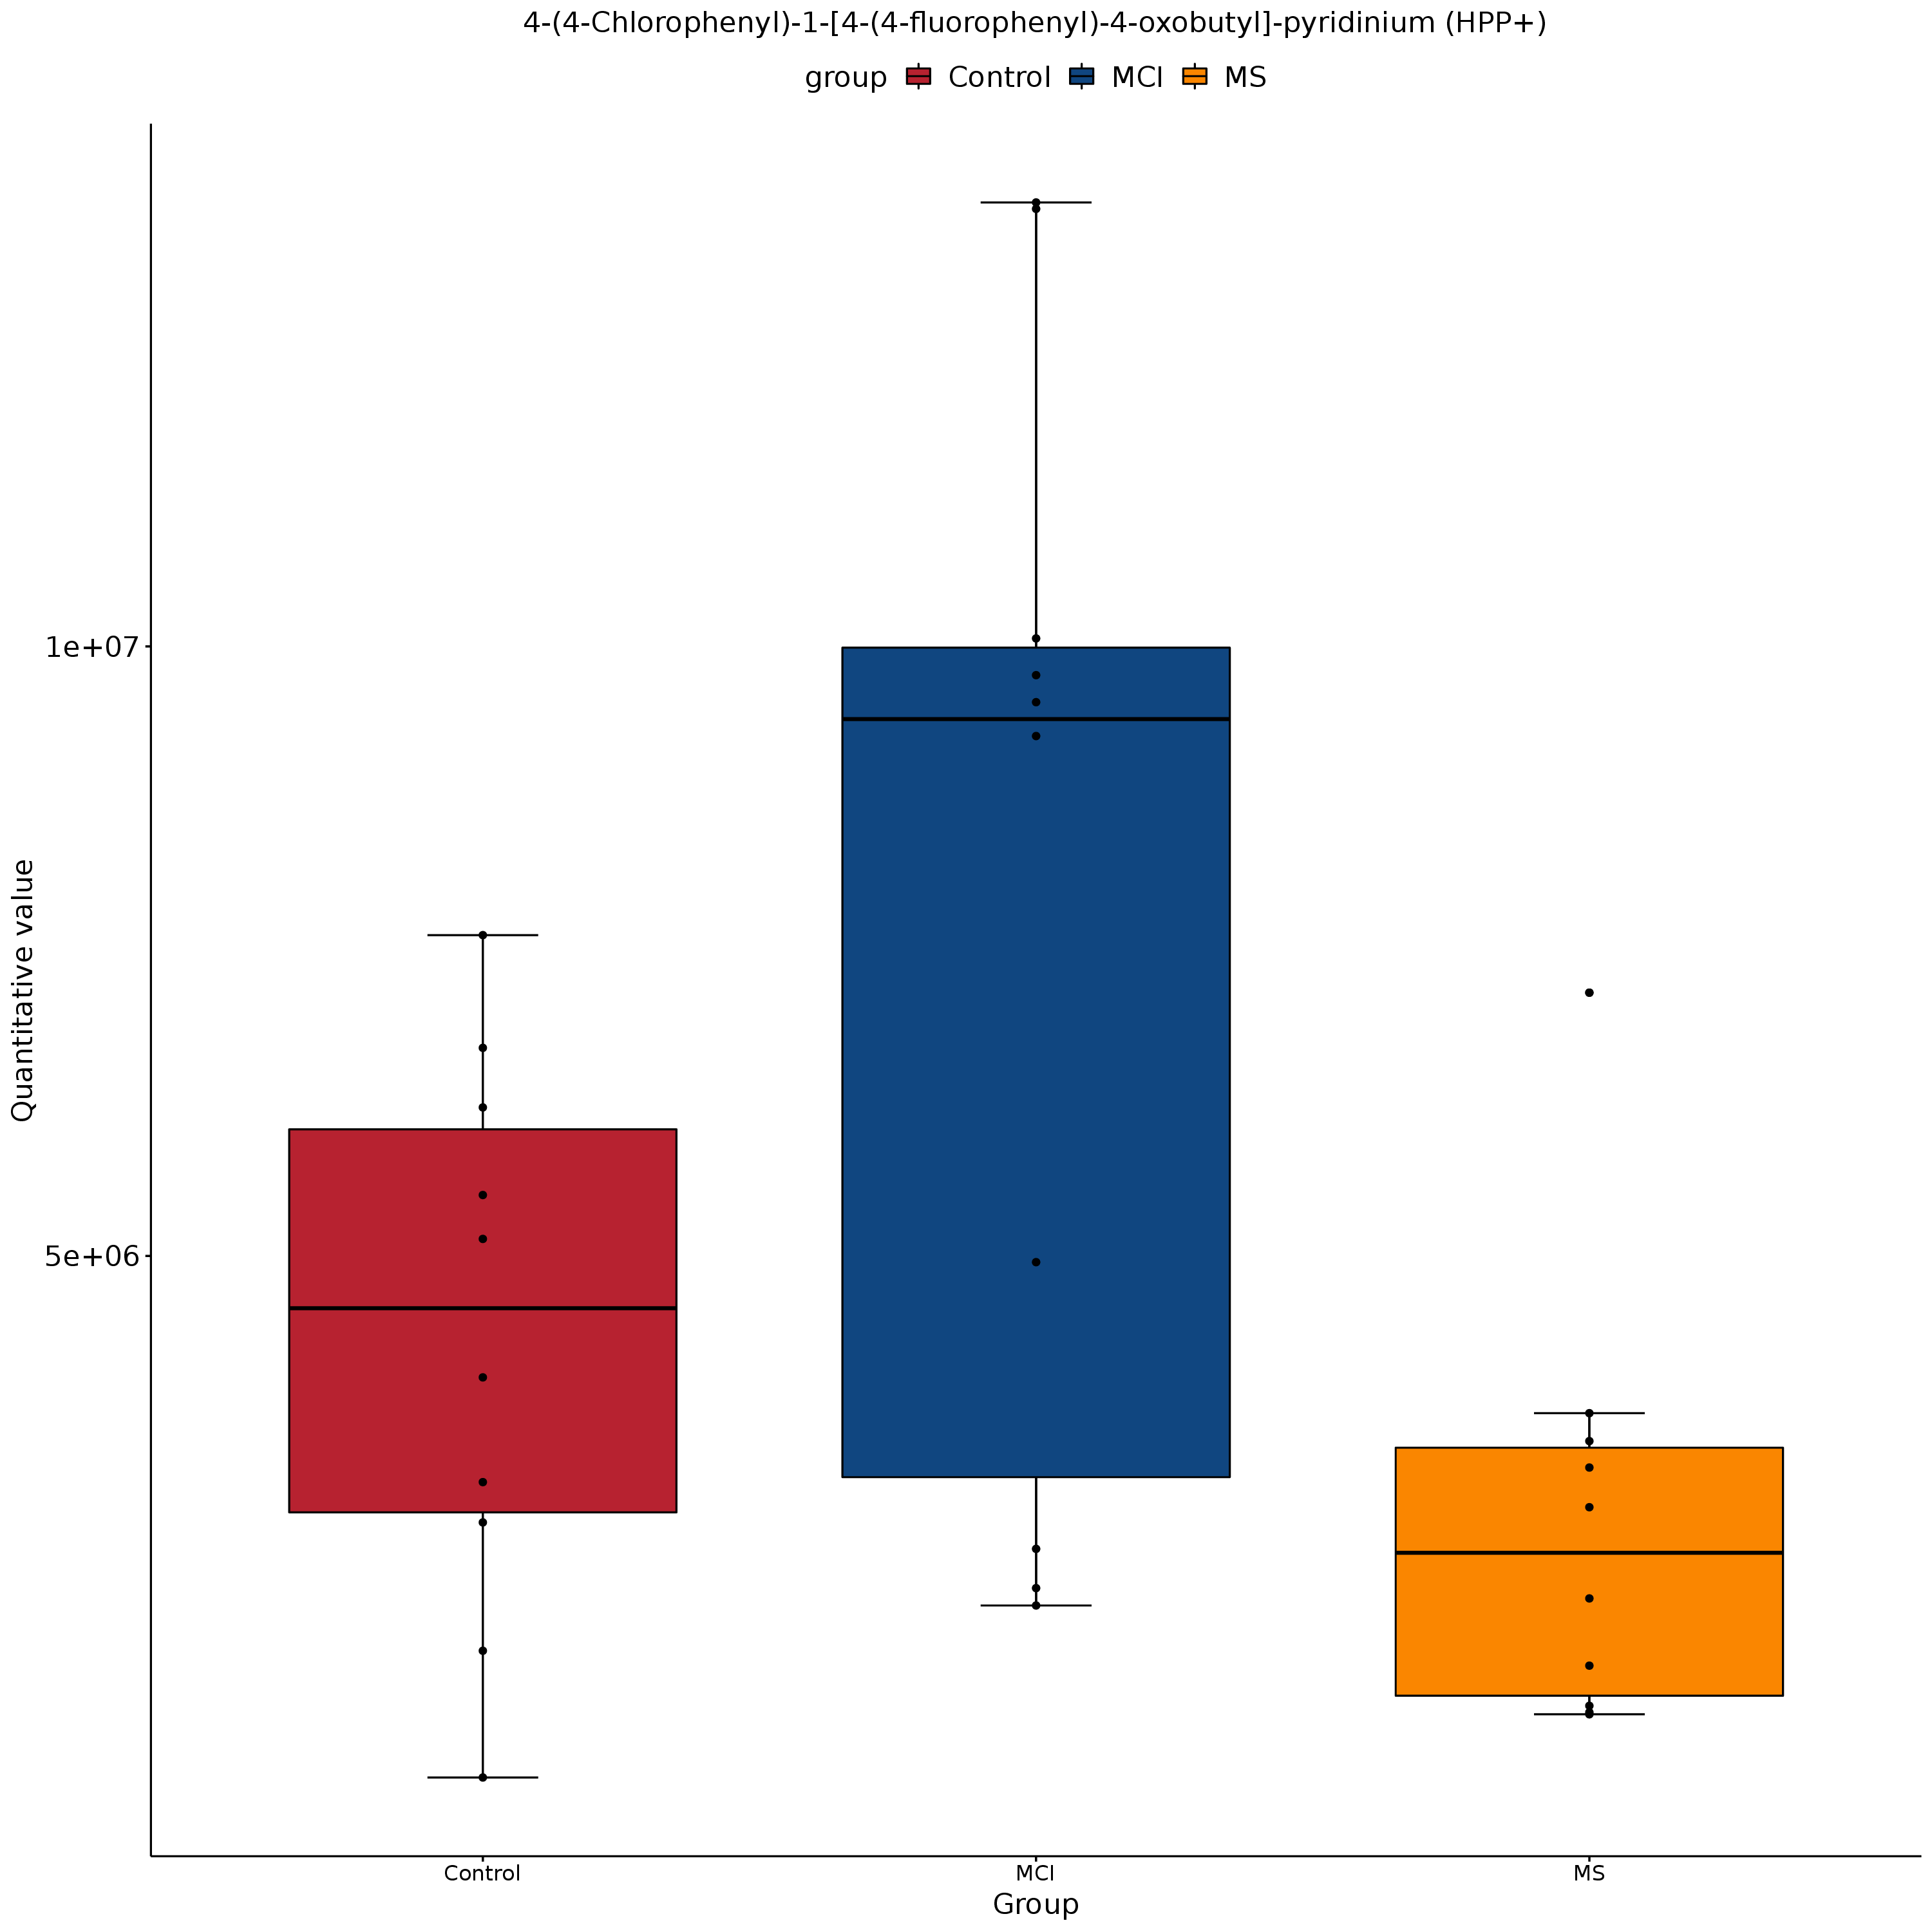 4-(4-Chlorophenyl)-1-[4-(4-fluorophenyl)-4-oxobutyl]-pyridinium (HPP+)
group Control MCI MS
1e+07
5e+06
Quantitative value
Control MCI MS
Group